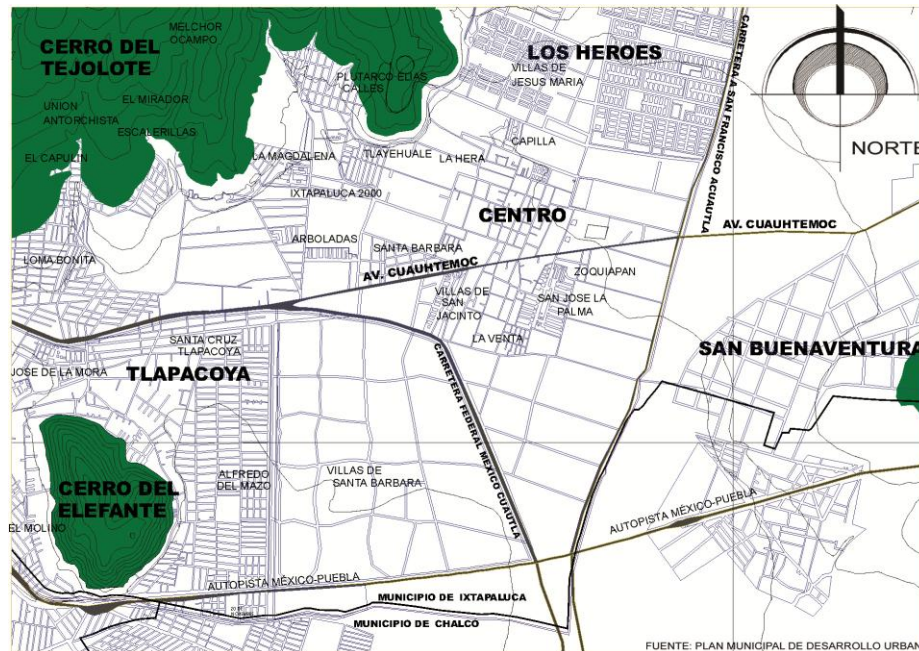 MELCHOR
OCAMPO
CERRO DEL
TEJOLOTE
LOS HEROES
VILLAS DE
JESUS MARIA
PLUTARCO ELIAS
CALLES
EL MIRADOR
UNION
ANTORCHISTA
ESCALERILLAS
CAPILLA
NORTE
EL CAPULIN
LA MAGDALENA
TLAYEHUALE
LA HERA
IXTAPALUCA 2000
CARRETERA A SAN FRANCISCO ACUAUTLA
CENTRO
AV. CUAUHTEMOC
ARBOLADAS
SANTA BARBARA
LOMA BONITA
AV. CUAUHTEMOC
ZOQUIAPAN
VILLAS DE
SAN
JACINTO
SAN JOSE LA
PALMA
SANTA CRUZ
TLAPACOYA
LA VENTA
SAN BUENAVENTURA
JOSE DE LA MORA
TLAPACOYA
CARRETERA FEDERAL MEXICO CUAUTLA
ALFREDO
DEL MAZO
VILLAS DE
SANTA BARBARA
CERRO DEL
ELEFANTE
EL MOLINO
AUTOPISTA MÉXICO-PUEBLA
AUTOPISTA MÉXICO-PUEBLA
MUNICIPIO DE IXTAPALUCA
MUNICIPIO DE CHALCO
FUENTE: PLAN MUNICIPAL DE DESARROLLO URBAN